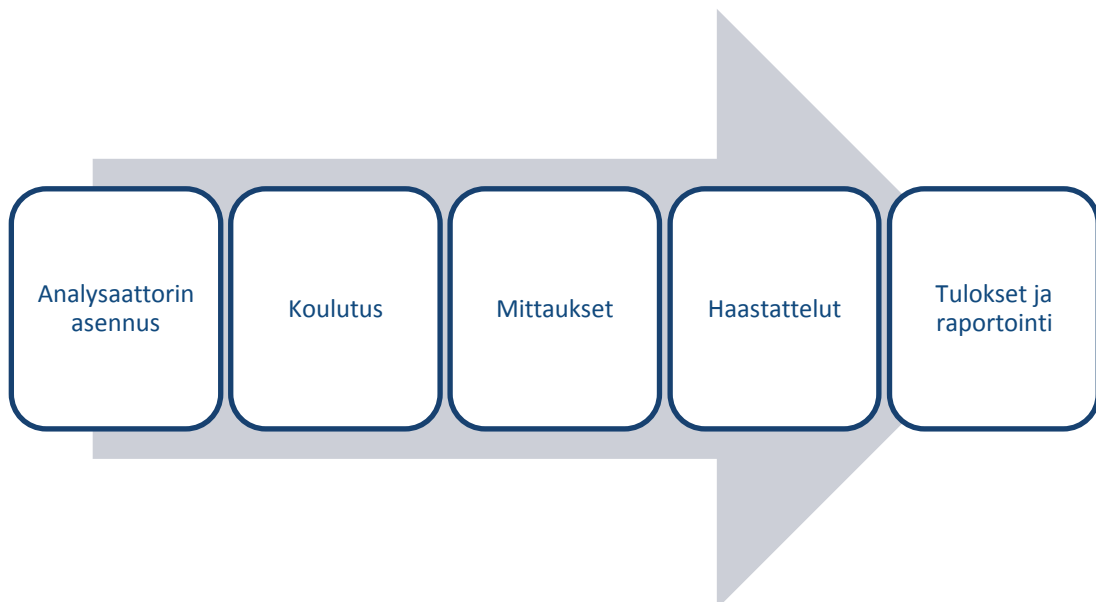 Analysaattorin
asennus
Koulutus
Mittaukset
Haastattelut
Tulokset ja
raportointi